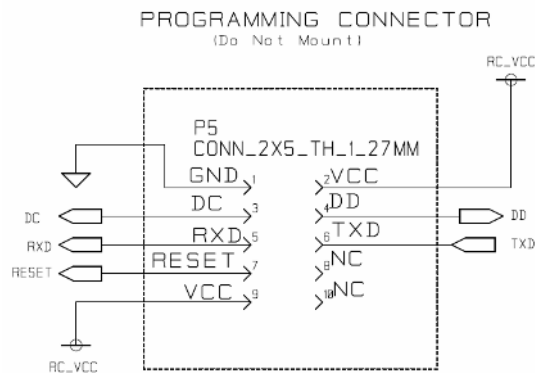 PROGRAMMING CONNECTOR
(Do Not Mount)
RC_VCC
P5
CONN_2X5_TH_1_27MM
GND 1 2 VCC
DC DC 3 4 DD DD
RXD RXD 5 6 TXD TXD
RESET RESET 7 8 NC
VCC 9 10 NC
RC_VCC